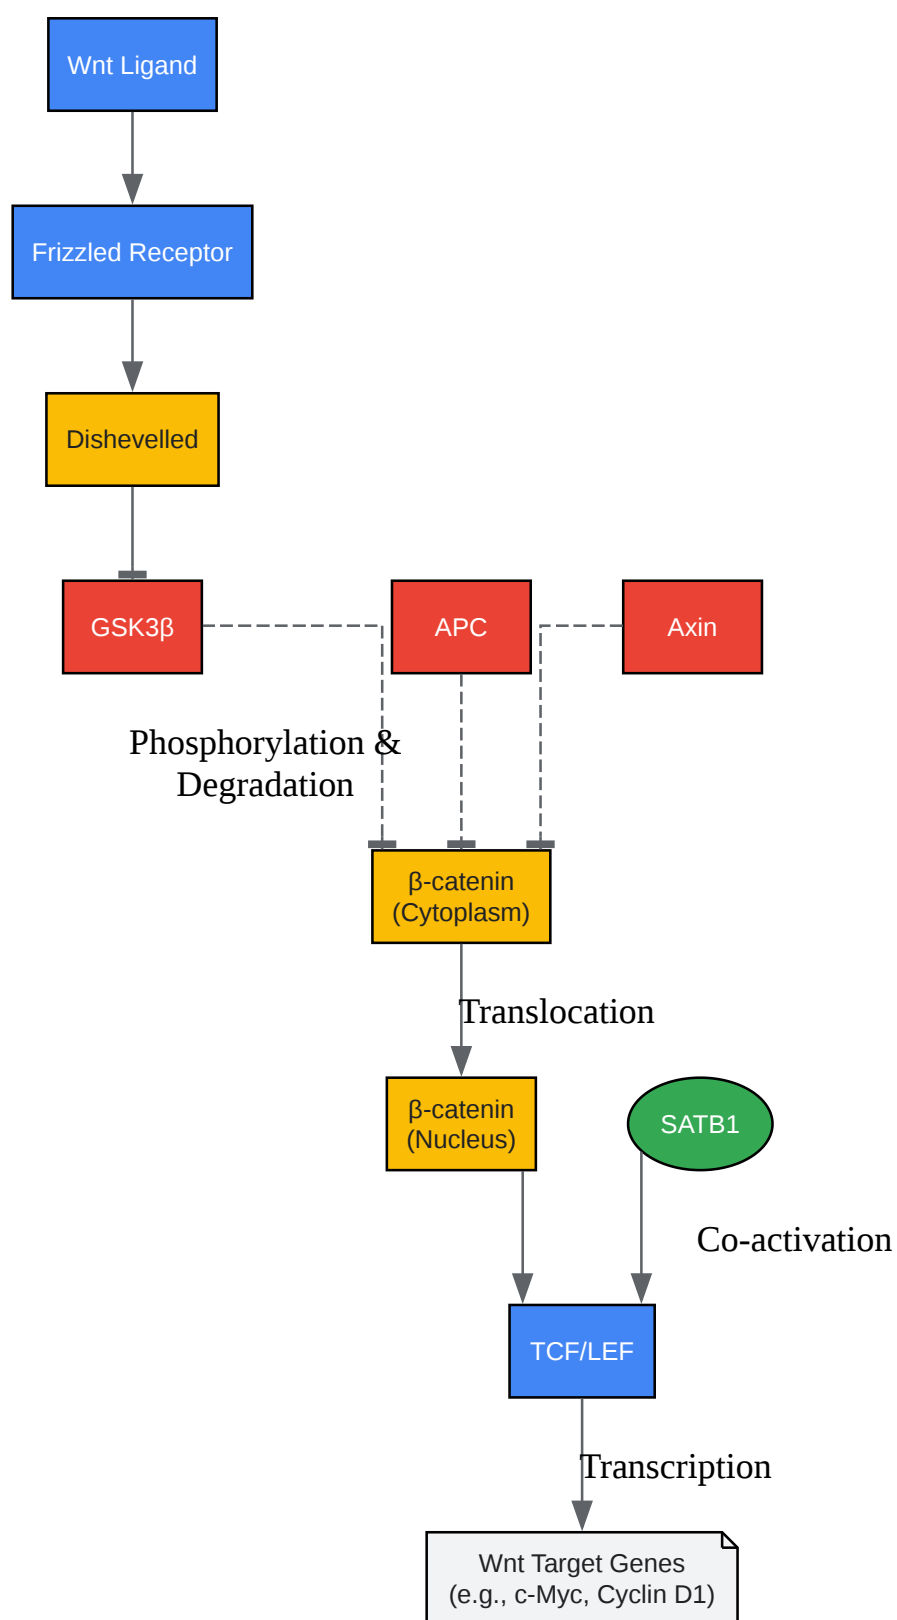 Wnt Ligand
Frizzled Receptor
Dishevelled
GSK3β
APC
Axin
Phosphorylation &
Degradation
β-catenin
(Cytoplasm)
Translocation
β-catenin
(Nucleus)
SATB1
Co-activation
TCF/LEF
Transcription
Wnt Target Genes
(e.g., c-Myc, Cyclin D1)